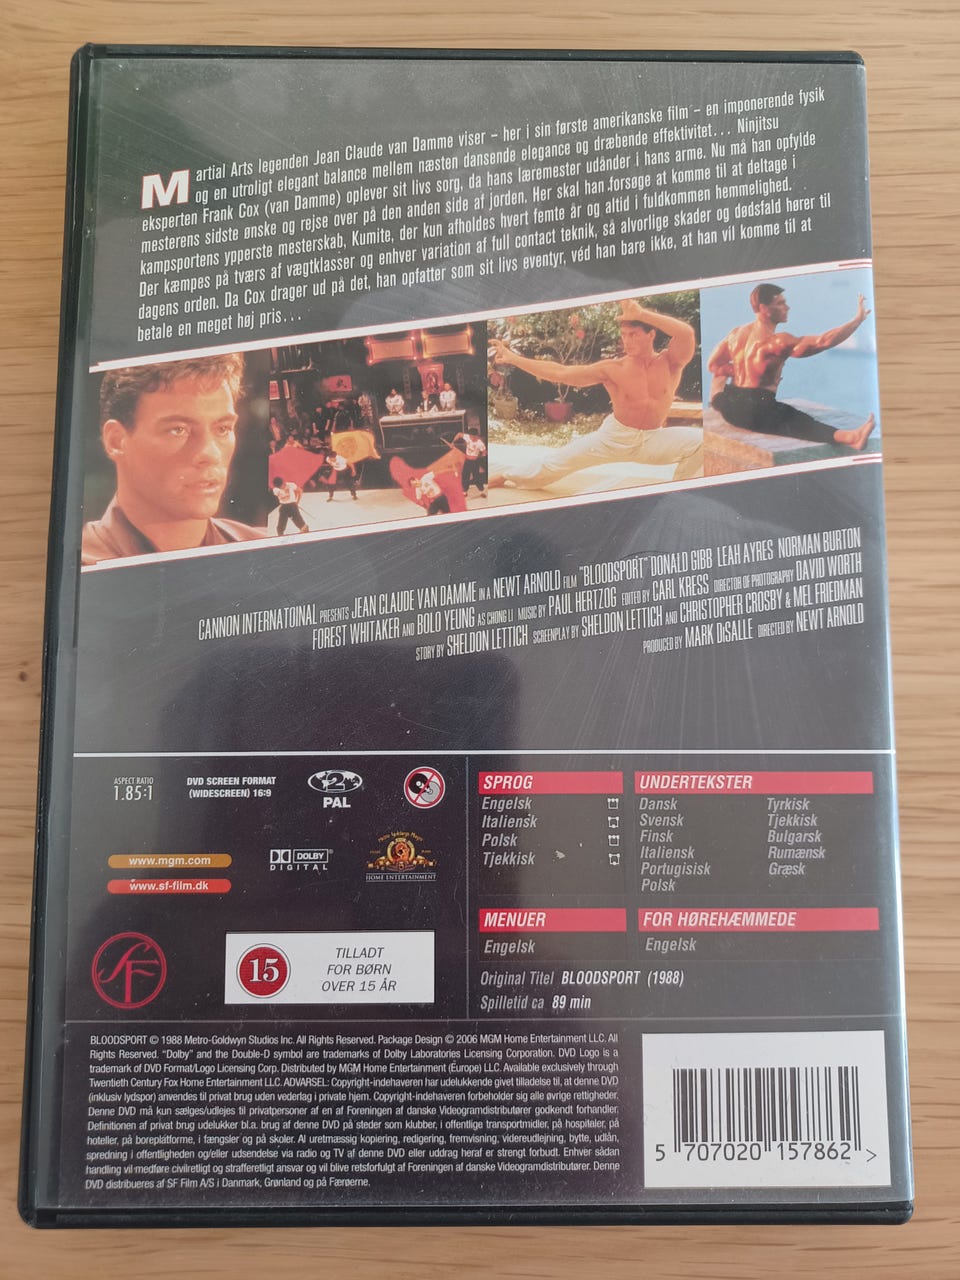 Martial Arts legenden Jean Claude van Damme viser – her i sin første amerikanske film – en imponerende fysik
og en utroligt elegant balance mellem næsten dansende elegance og dræbende effektivitet... Ninjitsu
eksperten Frank Cox (van Damme) oplever sit livs sorg, da hans læremester udånder i hans arme. Nu må han opfylde
mesterens sidste ønske og rejse over på den anden side af jorden. Her skal han forsøge at komme til at deltage i
kampsportens ypperste mesterskab, Kumite, der kun afholdes hvert femte år og altid i fuldkommen hemmelighed.
Der kæmpes på tværs af vægtklasser og enhver variation af full contact teknik, så alvorlige skader og dødsfald hører til
dagens orden. Da Cox drager ud på det, han opfatter som sit livs eventyr, véd han bare ikke, at han vil komme til at
betale en meget høj pris...
CANNON INTERNATOINAL PRESENTS JEAN CLAUDE VAN DAMME IN A NEWT ARNOLD FILM "BLOODSPORT" DONALD GIBB LEAH AYRES NORMAN BURTON
FOREST WHITAKER AND BOLO YEUNG AS CHONG LI MUSIC BY PAUL HERTZOG EDITED BY CARL KRESS DIRECTOR OF PHOTOGRAPHY DAVID WORTH
STORY BY SHELDON LETTICH SCREENPLAY BY SHELDON LETTICH AND CHRISTOPHER CROSBY & MEL FRIEDMAN
PRODUCED BY MARK DiSALLE DIRECTED BY NEWT ARNOLD
ASPECT RATIO
1.85:1
DVD SCREEN FORMAT
(WIDESCREEN) 16:9
2
PAL
www.mgm.com
www.sf-film.dk
DOLBY
DIGITAL
HOME ENTERTAINMENT
SF
15
TILLADT
FOR BØRN
OVER 15 ÅR
SPROG
Engelsk
Italiensk
Polsk
Tjekkisk
UNDERTEKSTER
Dansk
Svensk
Finsk
Italiensk
Portugisisk
Polsk
Tyrkisk
Tjekkisk
Bulgarsk
Rumænsk
Græsk
MENUER
Engelsk
FOR HØREHÆMMEDE
Engelsk
Original Titel BLOODSPORT (1988)
Spilletid ca 89 min
BLOODSPORT © 1988 Metro-Goldwyn Studios Inc. All Rights Reserved. Package Design © 2006 MGM Home Entertainment LLC. All
Rights Reserved. "Dolby" and the Double-D symbol are trademarks of Dolby Laboratories Licensing Corporation. DVD Logo is a
trademark of DVD Format/Logo Licensing Corp. Distributed by MGM Home Entertainment (Europe) LLC. Available exclusively through
Twentieth Century Fox Home Entertainment LLC. ADVARSEL: Copyright-indehaveren har udelukkende givet tilladelse til, at denne DVD
(inklusiv lydspor) anvendes til privat brug uden vederlag i private hjem. Copyright-indehaveren forbeholder sig alle øvrige rettigheder.
Denne DVD må kun sælges/udlejes til privatpersoner af en af Foreningen af danske Videogramdistributører godkendt forhandler.
Definitionen af privat brug udelukker bl.a. brug af denne DVD på steder som klubber, i offentlige transportmidler, på hospitaler, på
hoteller, på boreplatforme, i fængsler og på skoler. Al uretmæssig kopiering, redigering, fremvisning, videreudlejning, bytte, udlån,
spredning i offentligheden og/eller udsendelse via radio og TV af denne DVD eller uddrag heraf er strengt forbudt. Enhver sådan
handling vil medføre civilretligt og strafferetligt ansvar og vil blive retsforfulgt af Foreningen af danske Videogramdistributører. Denne
DVD distribueres af SF Film A/S i Danmark, Grønland og på Færøerne.
5 707020 157862 >